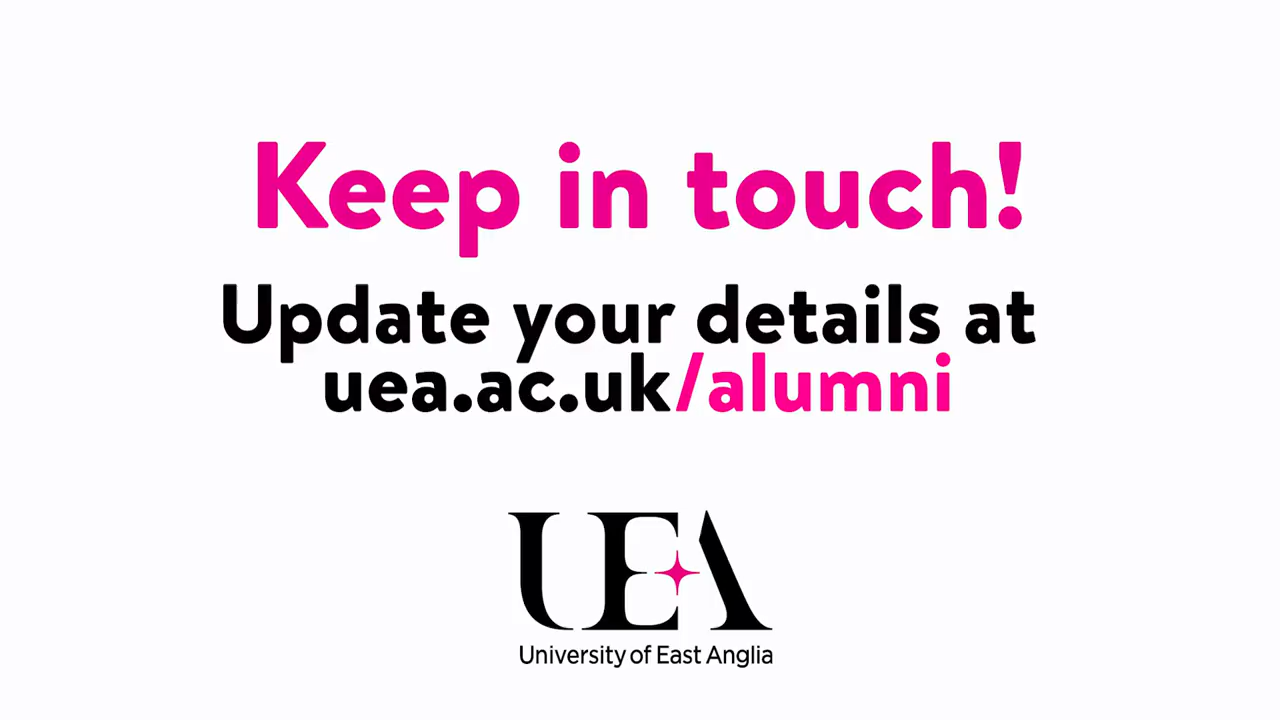 Keep in touch!
Update your details at
uea.ac.uk/alumni
UEA
University of East Anglia